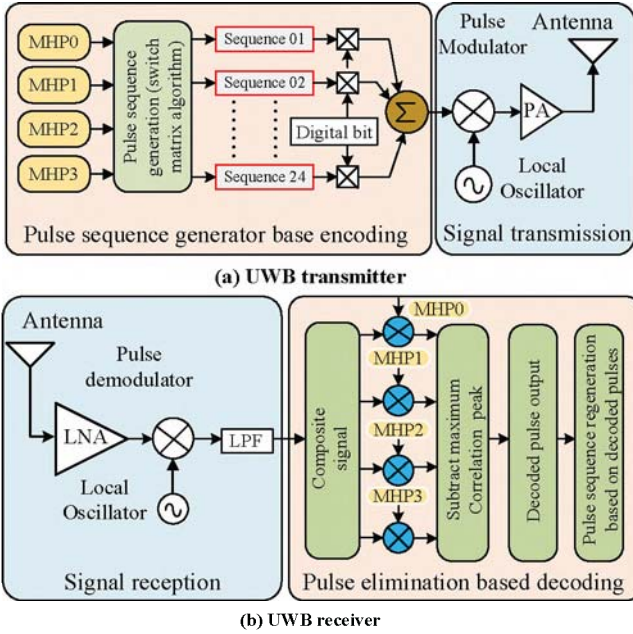 MHP0
MHP1
MHP2
MHP3
Pulse sequence
generation (switch
matrix algorithm)
Sequence 01
Sequence 02
Sequence 24
Digital bit
Σ
Pulse sequence generator base encoding
Pulse
Modulator
Antenna
PA
Local
Oscillator
Signal transmission
(a) UWB transmitter
Antenna
Pulse
demodulator
LNA
LPF
Local
Oscillator
Signal reception
Composite
signal
MHP0
MHP1
MHP2
MHP3
Subtract maximum
Correlation peak
Decoded pulse output
Pulse sequence regeneration
based on decoded pulses
Pulse elimination based decoding
(b) UWB receiver